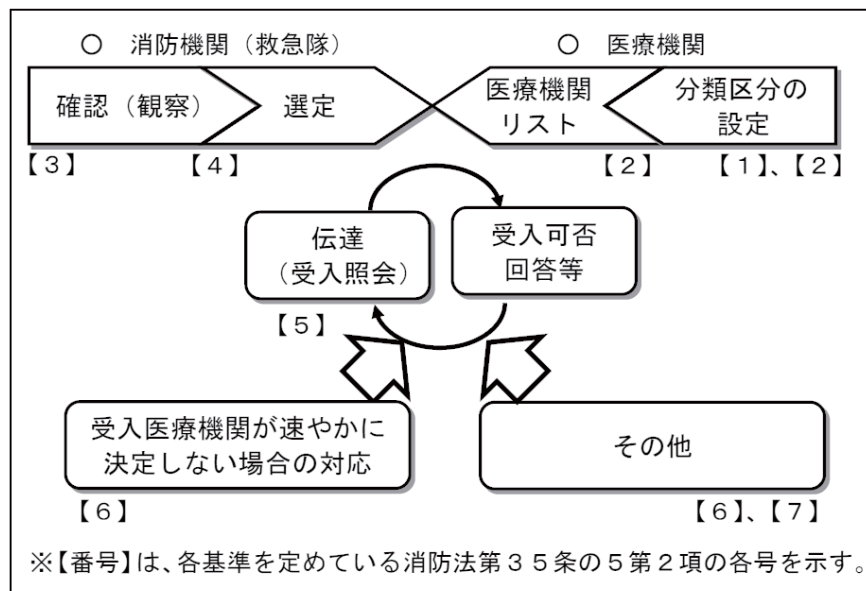 ○ 消防機関（救急隊）
○ 医療機関
確認（観察）
選定
医療機関
リスト
分類区分の
設定
【３】
【４】
【２】
【１】、【２】
伝達
（受入照会）
受入可否
回答等
【５】
受入医療機関が速やかに
決定しない場合の対応
その他
【６】
【６】、【７】
※【番号】は、各基準を定めている消防法第３５条の５第２項の各号を示す。